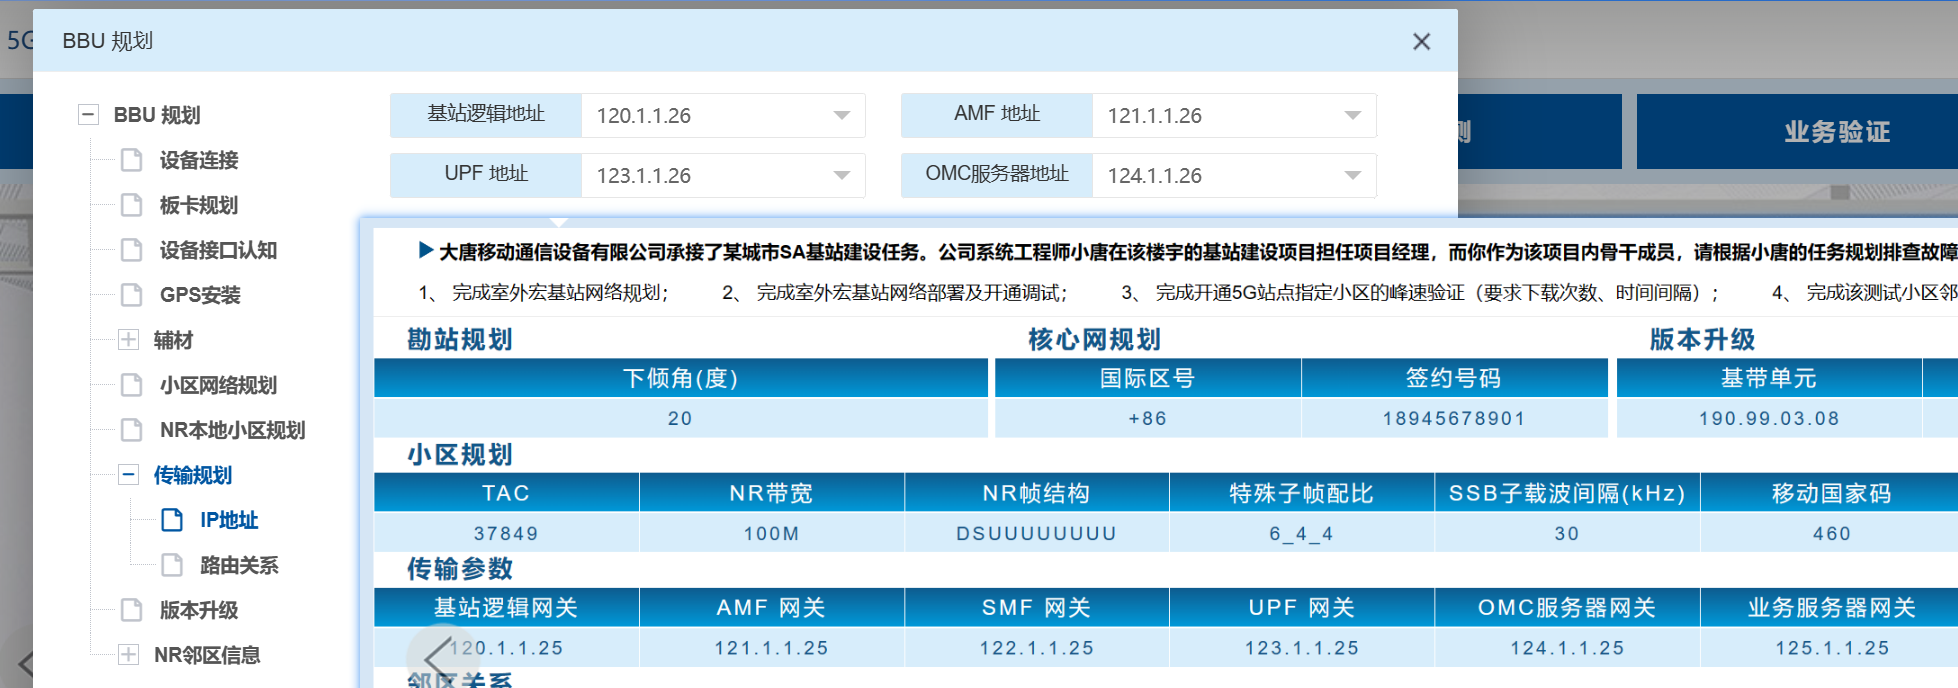 5G
BBU 规划
BBU 规划
设备连接
板卡规划
设备接口认知
GPS安装
辅材
小区网络规划
NR本地小区规划
传输规划
IP地址
路由关系
版本升级
NR邻区信息
基站逻辑地址 120.1.1.26 AMF 地址 121.1.1.26
UPF 地址 123.1.1.26 OMC服务器地址 124.1.1.26
测 业务验证
大唐移动通信设备有限公司承接了某城市SA基站建设任务。公司系统工程师小唐在该楼宇的基站建设项目担任项目经理，而你作为该项目内骨干成员，请根据小唐的任务规划排查故障
1、 完成室外宏基站网络规划； 2、 完成室外宏基站网络部署及开通调试； 3、 完成开通5G站点指定小区的峰速验证（要求下载次数、时间间隔）； 4、 完成该测试小区邻
勘站规划 核心网规划 版本升级
下倾角(度) 国际区号 签约号码 基带单元
20 +86 18945678901 190.99.03.08
小区规划
TAC NR带宽 NR帧结构 特殊子帧配比 SSB子载波间隔(kHz) 移动国家码
37849 100M DSUUUUUUUU 6_4_4 30 460
传输参数
基站逻辑网关 AMF 网关 SMF 网关 UPF 网关 OMC服务器网关 业务服务器网关
120.1.1.25 121.1.1.25 122.1.1.25 123.1.1.25 124.1.1.25 125.1.1.25
邻区关系